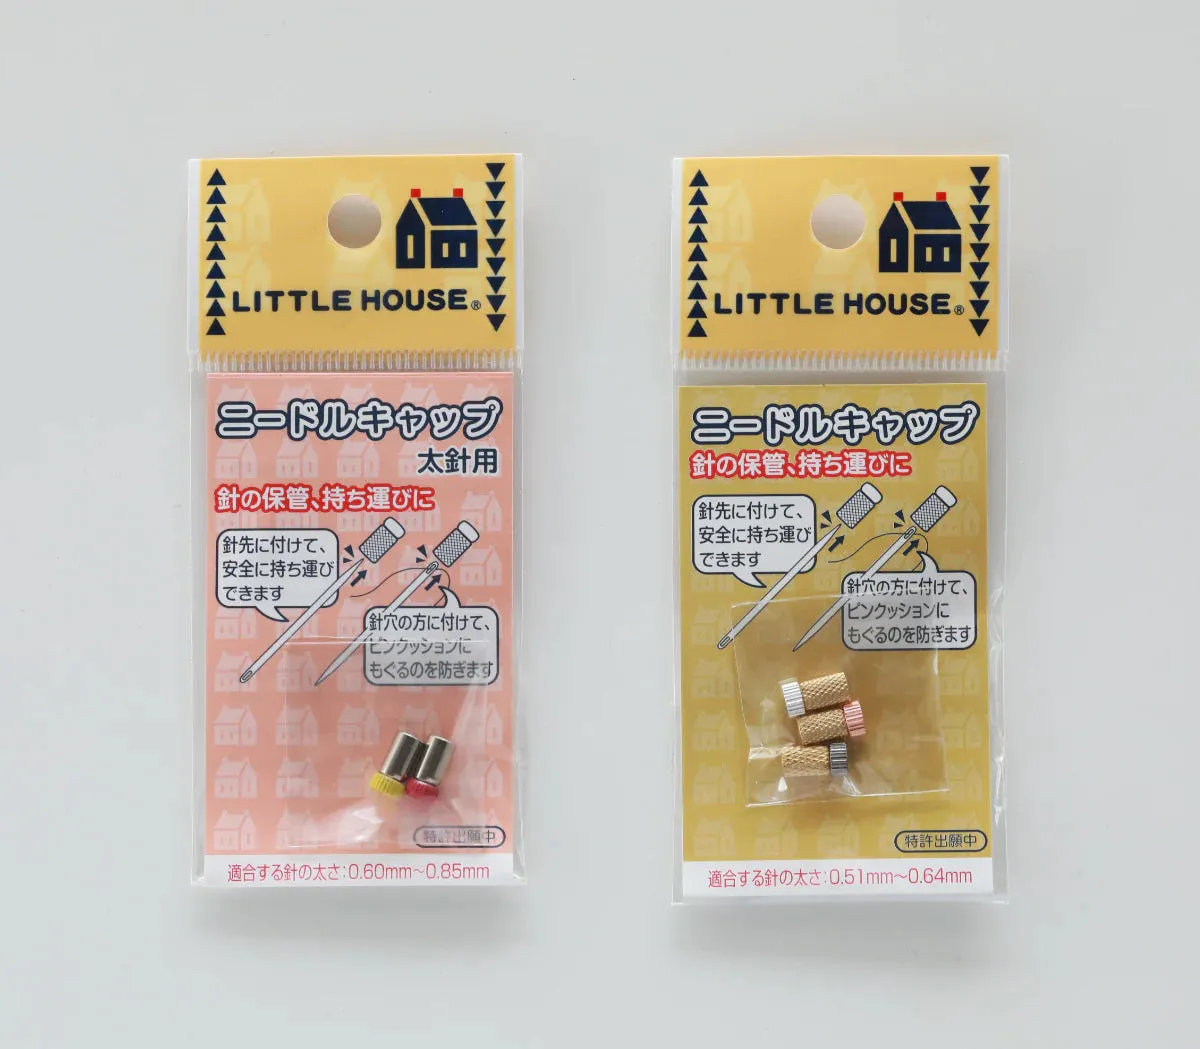 LITTLE HOUSE®
ニードルキャップ
太針用
針の保管、持ち運びに
針先に付けて、
安全に持ち運び
できます
針穴の方に付けて、
ピンクッションに
もぐるのを防ぎます
特許出願中
適合する針の太さ:0.60mm〜0.85mm
LITTLE HOUSE®
ニードルキャップ
針の保管、持ち運びに
針先に付けて、
安全に持ち運び
できます
針穴の方に付けて、
ピンクッションに
もぐるのを防ぎます
特許出願中
適合する針の太さ:0.51mm〜0.64mm